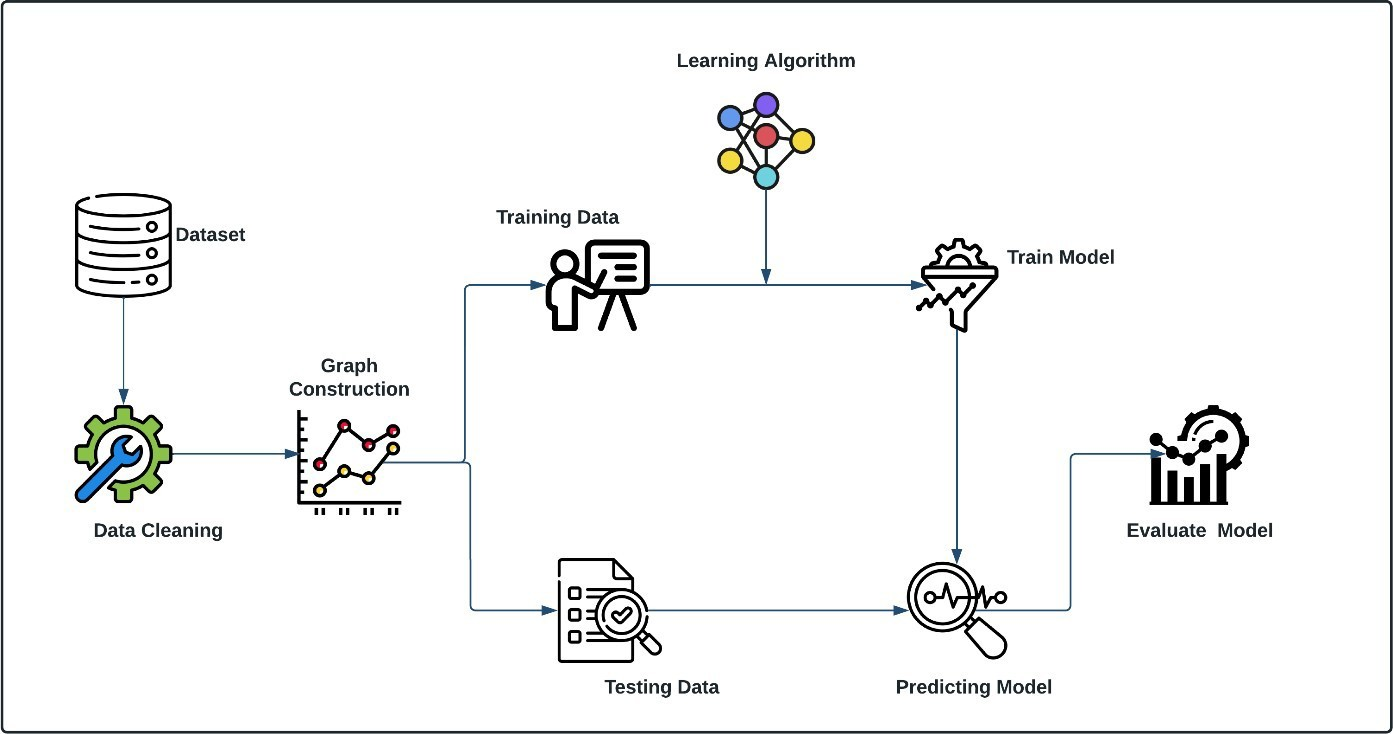 Learning Algorithm
Training Data
Dataset
Train Model
Graph
Construction
Data Cleaning
Evaluate  Model
Testing Data
Predicting Model